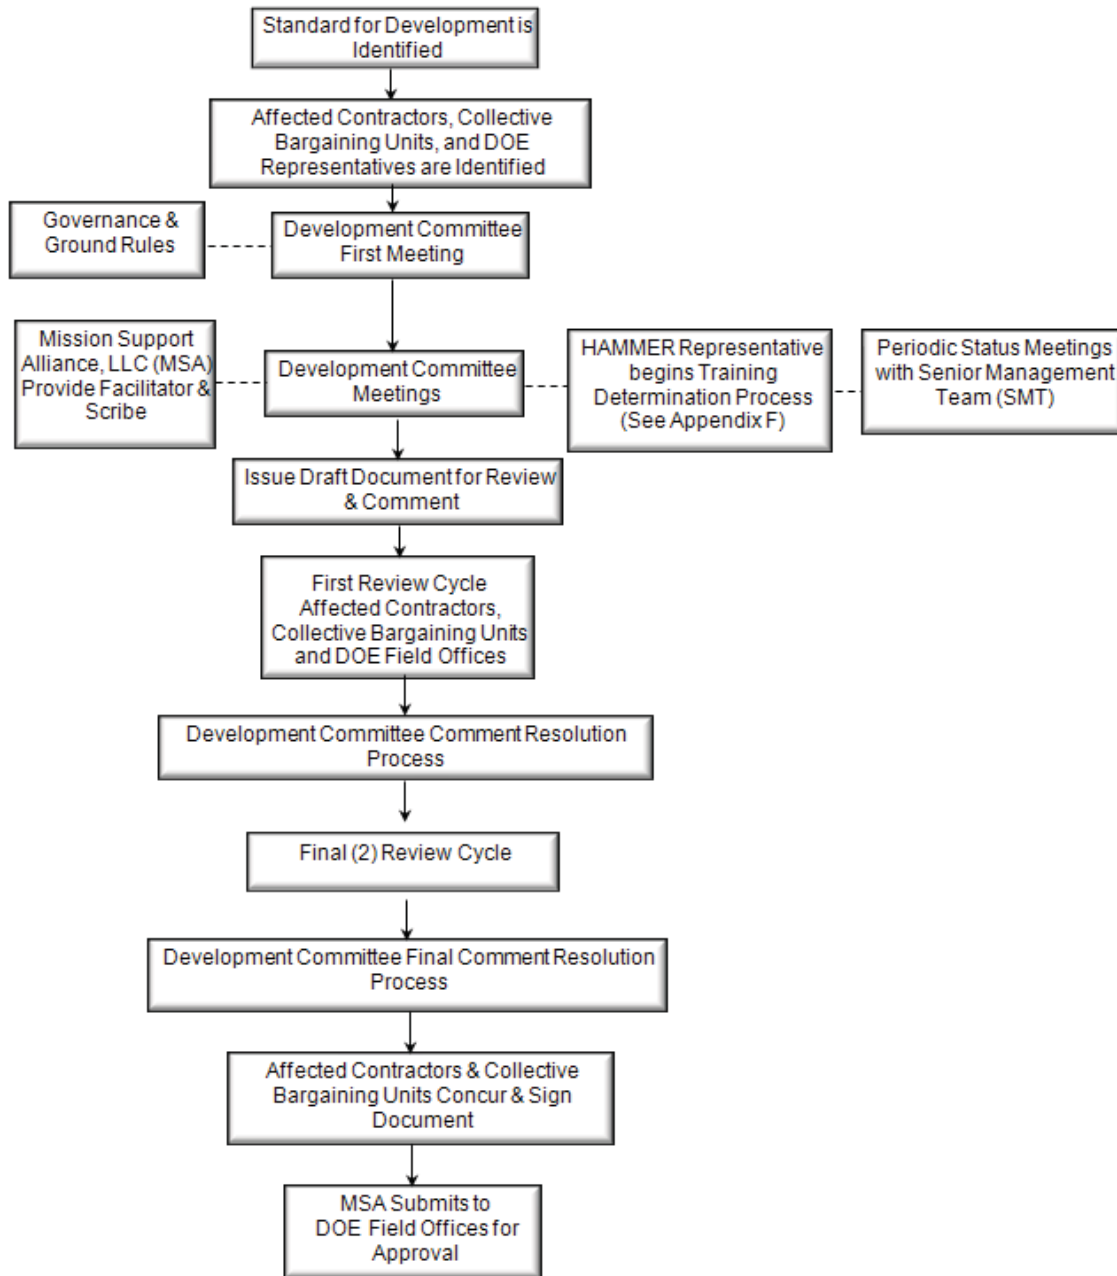 Standard for Development is
Identified
Affected Contractors, Collective
Bargaining Units, and DOE
Representatives are Identified
Governance &
Ground Rules
Development Committee
First Meeting
Mission Support
Alliance, LLC (MSA)
Provide Facilitator &
Scribe
Development Committee
Meetings
HAMMER Representative
begins Training
Determination Process
(See Appendix F)
Periodic Status Meetings
with Senior Management
Team (SMT)
Issue Draft Document for Review
& Comment
First Review Cycle
Affected Contractors,
Collective Bargaining Units
and DOE Field Offices
Development Committee Comment Resolution
Process
Final (2) Review Cycle
Development Committee Final Comment Resolution
Process
Affected Contractors & Collective
Bargaining Units Concur & Sign
Document
MSA Submits to
DOE Field Offices for
Approval